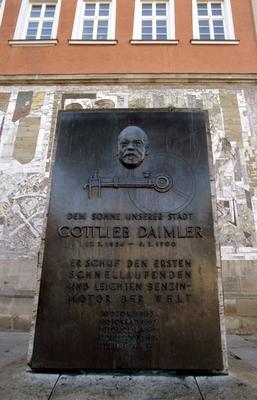 DEM SOHNE UNSERER STADT
GOTTLIEB DAIMLER
17.3.1834 – 6.3.1900
ER SCHUF DEN ERSTEN
SCHNELLAUFENDEN
UND LEICHTEN BENZIN-
MOTOR DER WELT